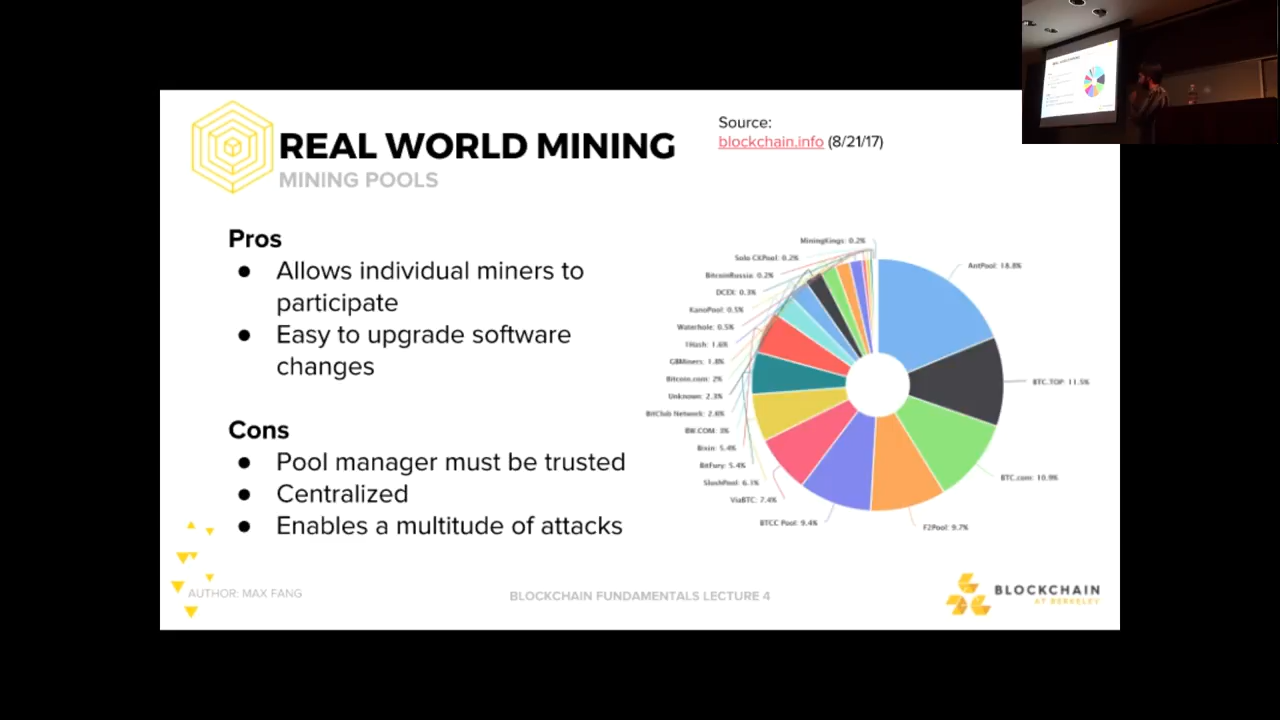 REAL WORLD MINING
MINING POOLS
Source:
blockchain.info (8/21/17)
Pros
● Allows individual miners to
participate
● Easy to upgrade software
changes
Cons
● Pool manager must be trusted
● Centralized
● Enables a multitude of attacks
MiningKings: 0.2%
Solo CKPool: 0.2%
BitcoinRussia: 0.2%
DCEX: 0.3%
KanoPool: 0.5%
Waterhole: 0.5%
1Hash: 1.6%
GBMiners: 1.8%
Bitcoin.com: 2%
Unknown: 2.3%
BitClub Network: 2.6%
BW.COM: 3%
Bixin: 5.4%
BitFury: 5.4%
SlushPool: 6.1%
ViaBTC: 7.4%
BTCC Pool: 9.4%
F2Pool: 9.7%
BTC.com: 10.9%
BTC.TOP: 11.5%
AntPool: 18.8%
AUTHOR: MAX FANG
BLOCKCHAIN FUNDAMENTALS LECTURE 4
BLOCKCHAIN
AT BERKELEY